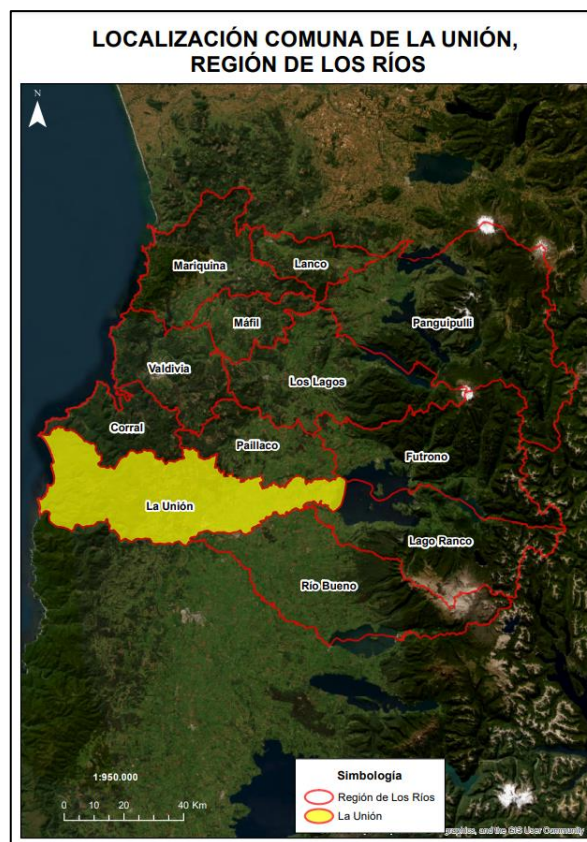 LOCALIZACIÓN COMUNA DE LA UNIÓN,
REGIÓN DE LOS RÍOS
N
Mariquina
Lanco
Máfil
Panguipulli
Valdivia
Los Lagos
Corral
Paillaco
Futrono
La Unión
Lago Ranco
Río Bueno
1:950.000
0 10 20 40 Km
Simbología
Región de Los Ríos
La Unión
and the GIS User Community